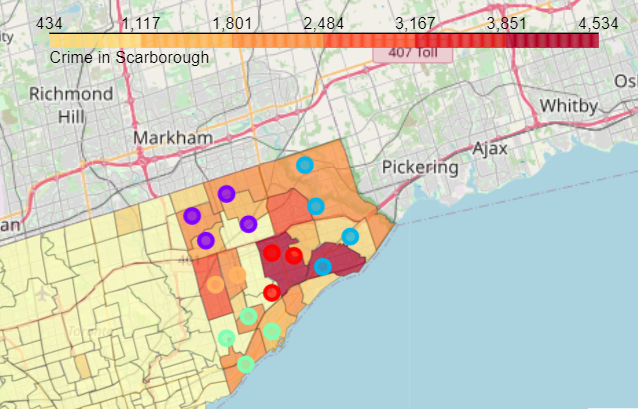 434 1,117 1,801 2,484 3,167 3,851 4,534
Crime in Scarborough
407 Toll
Richmond
Hill
Markham
Whitby
Ajax
Pickering
Toronto